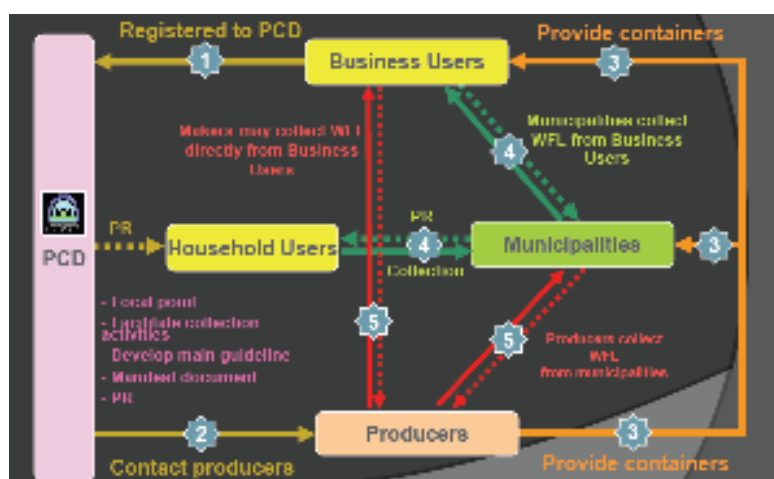 Registered to PCD
1
Business Users
Provide containers
3
Makers may collect WFL
directly from Business
Users
Municipalities collect
WFL from Business
Users
4
PCD
PR
Household Users
PR
4
Collection
Municipalities
3
- Focal point
- Facilitate collection
activities
Develop main guideline
- Manifest document
- PR
5
5
Producers collect
WFL
from municipalities
2
Contact producers
Producers
3
Provide containers